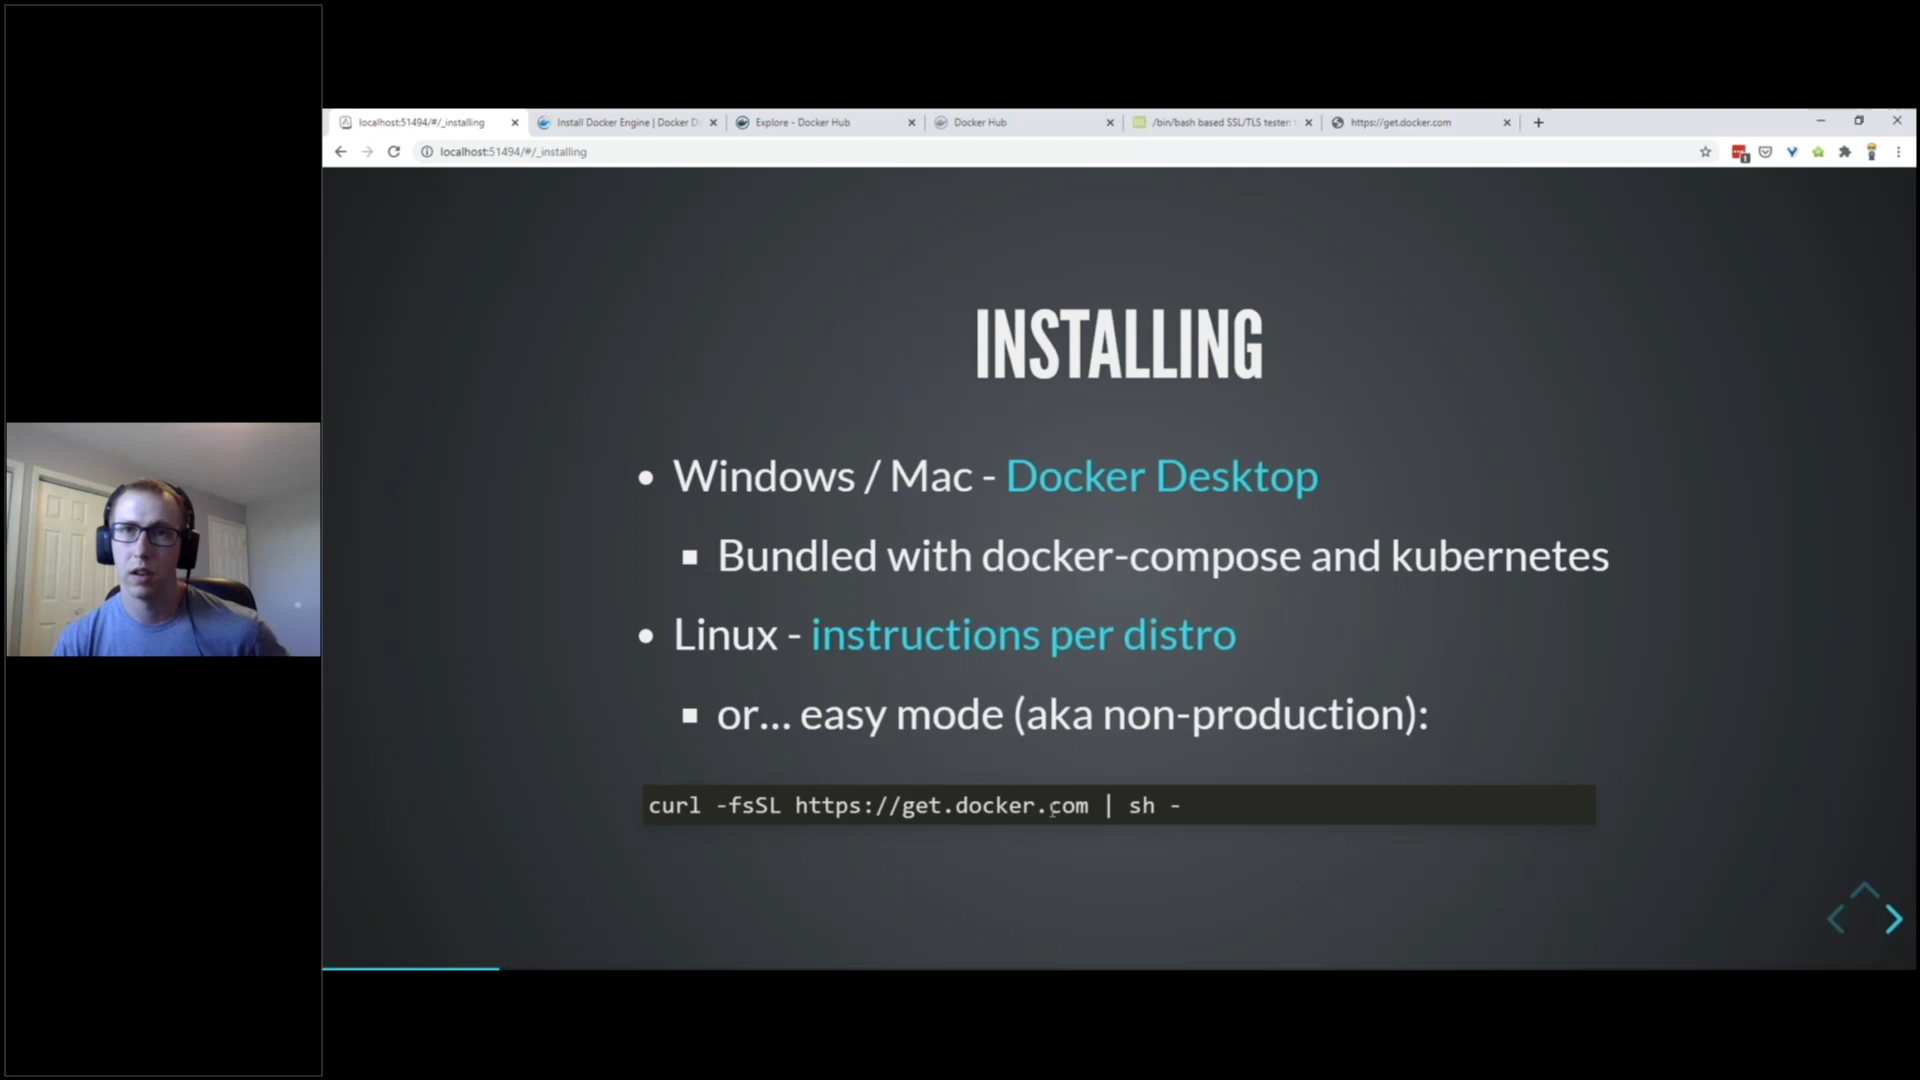 localhost:51494/#/_installing
Install Docker Engine | Docker D
Explore - Docker Hub
Docker Hub
/bin/bash based SSL/TLS tester:
https://get.docker.com
localhost:51494/#/_installing
1
INSTALLING
• Windows / Mac - Docker Desktop
▪ Bundled with docker-compose and kubernetes
• Linux - instructions per distro
▪ or... easy mode (aka non-production):
curl -fsSL https://get.docker.com | sh -